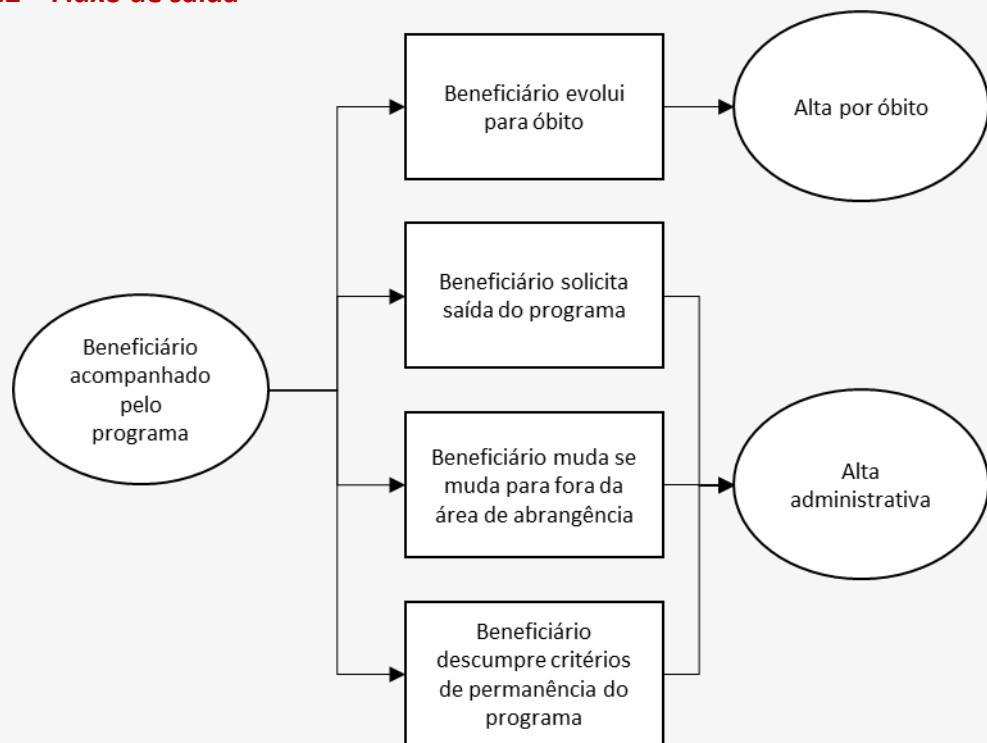 Fluxo de saída
Beneficiário evolui
para óbito
Alta por óbito
Beneficiário solicita
saída do programa
Beneficiário
acompanhado
pelo
programa
Beneficiário muda se
muda para fora da
área de abrangência
Alta
administrativa
Beneficiário
descumpre critérios
de permanência do
programa